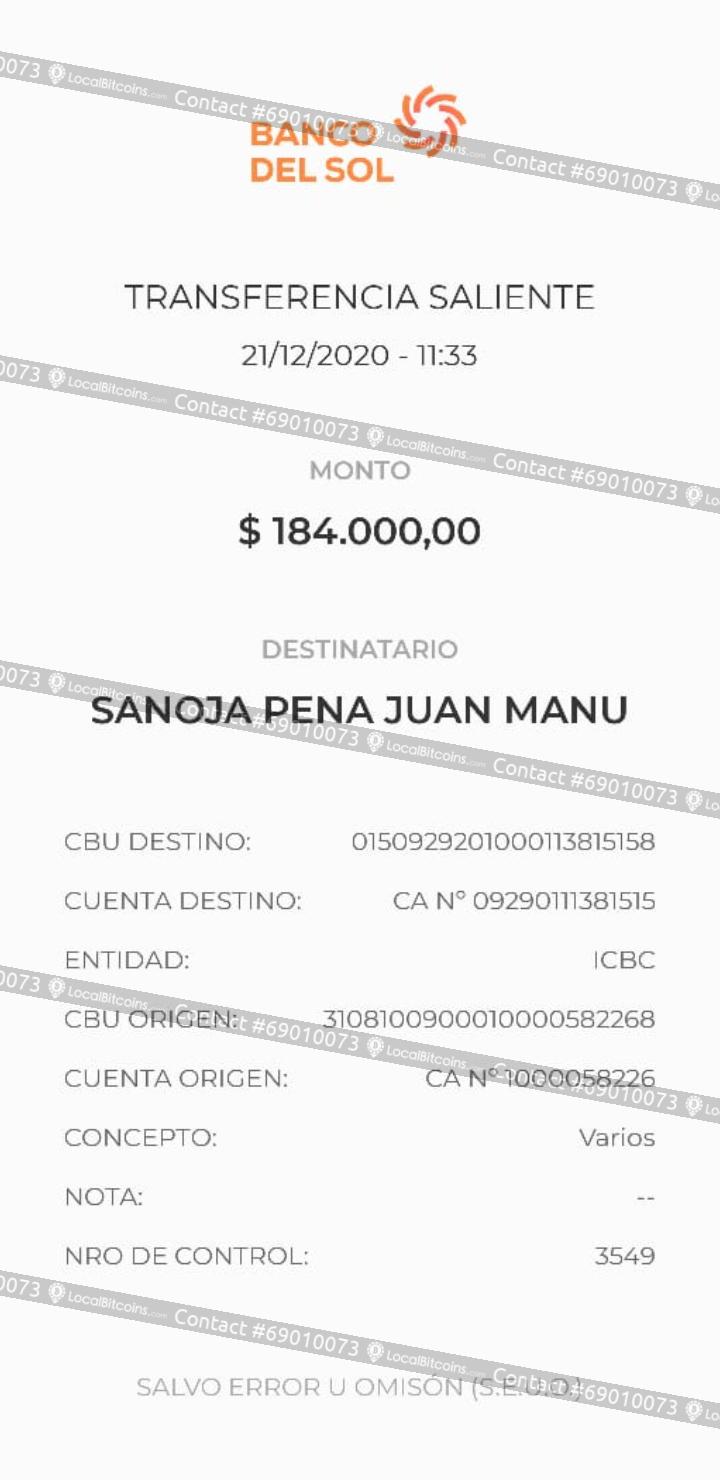 BANCO
DEL SOL
TRANSFERENCIA SALIENTE
21/12/2020 - 11:33
MONTO
$ 184.000,00
DESTINATARIO
SANOJA PENA JUAN MANU
CBU DESTINO: 0150929201000113815158
CUENTA DESTINO: CA N° 09290111381515
ENTIDAD: ICBC
CBU ORIGEN: 3108100900010000582268
CUENTA ORIGEN: CA N° 1000058226
CONCEPTO: Varios
NOTA: --
NRO DE CONTROL: 3549
SALVO ERROR U OMISÓN (S.E.U.O.)
0073 LocalBitcoins.com Contact #69010073 LocalBitcoins.com Contact #69010073 Lo
0073 LocalBitcoins.com Contact #69010073 LocalBitcoins.com Contact #69010073 Lo
0073 LocalBitcoins.com Contact #69010073 LocalBitcoins.com Contact #69010073 Lo
0073 LocalBitcoins.com Contact #69010073 LocalBitcoins.com Contact #69010073 Lo
0073 LocalBitcoins.com Contact #69010073 LocalBitcoins.com Contact #69010073 Lo